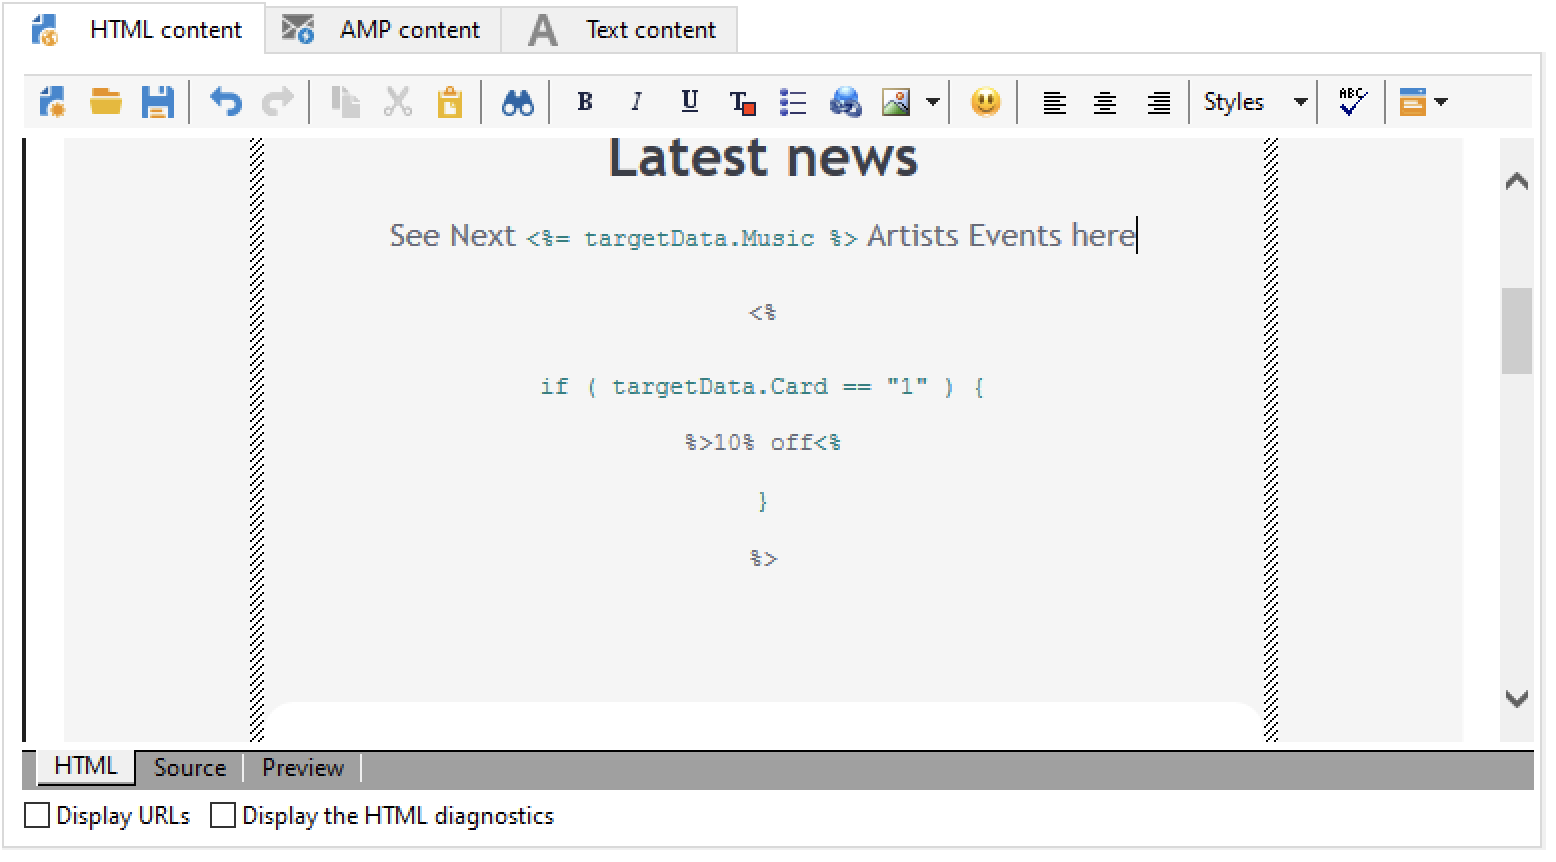 HTML content AMP content A Text content
B I U T Styles ABC
Latest news
See Next <%= targetData.Music %> Artists Events here
<%
if ( targetData.Card == "1" ) {
%>10% off<%
}
%>
HTML Source Preview
Display URLs Display the HTML diagnostics